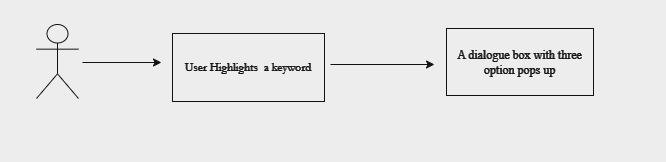 User Highlights  a keyword
A dialogue box with three
option pops up